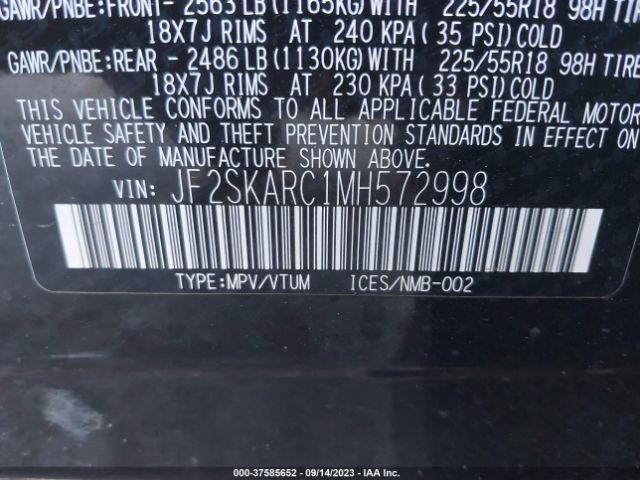 GAWR/PNBE:FRONT- 2563 LB(1165KG)WITH 225/55R18 98H
18X7J RIMS AT 240 KPA(35 PSI)COLD
GAWR/PNBE:REAR - 2486 LB(1130KG)WITH 225/55R18 98H TIRE
18X7J RIMS AT 230 KPA(33 PSI)COLD
THIS VEHICLE CONFORMS TO ALL APPLICABLE FEDERAL MOTOR
VEHICLE SAFETY AND THEFT PREVENTION STANDARDS IN EFFECT ON
THE DATE OF MANUFACTURE SHOWN ABOVE.
VIN: JF2SKARC1MH572998
TYPE:MPV/VTUM ICES/NMB-002
000-37585652 - 09/14/2023 - IAA Inc.